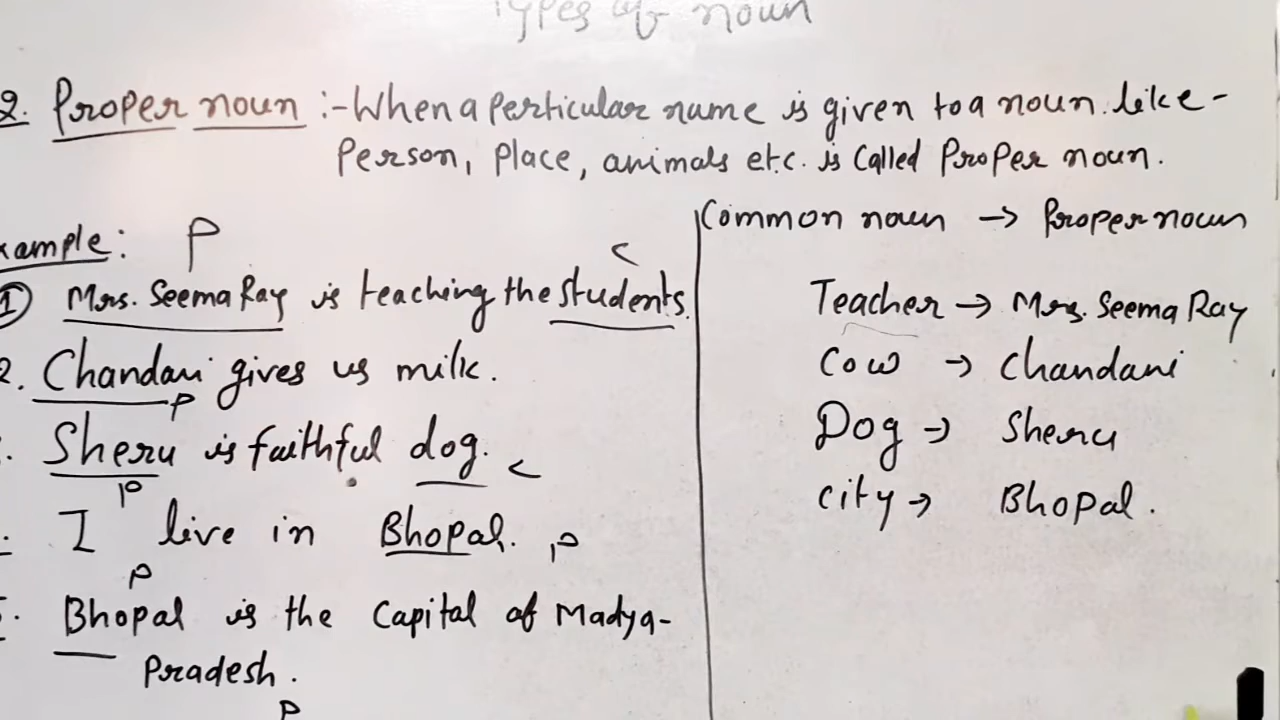 Types of noun
2. Proper noun :- When a perticular name is given to a noun like -
Person, Place, animals etc. is Called Proper noun.
xample:
P
C
1 Mrs. Seema Ray is teaching the students.
2. Chandani gives us milk.
P
. Sheru is faithful dog.
C
P
. I live in Bhopal.
P
P
. Bhopal is the Capital of Madya-
Pradesh.
P
Common noun → Proper noun
Teacher → Mrs. Seema Ray
Cow → Chandani
Dog → Sheru
City → Bhopal.